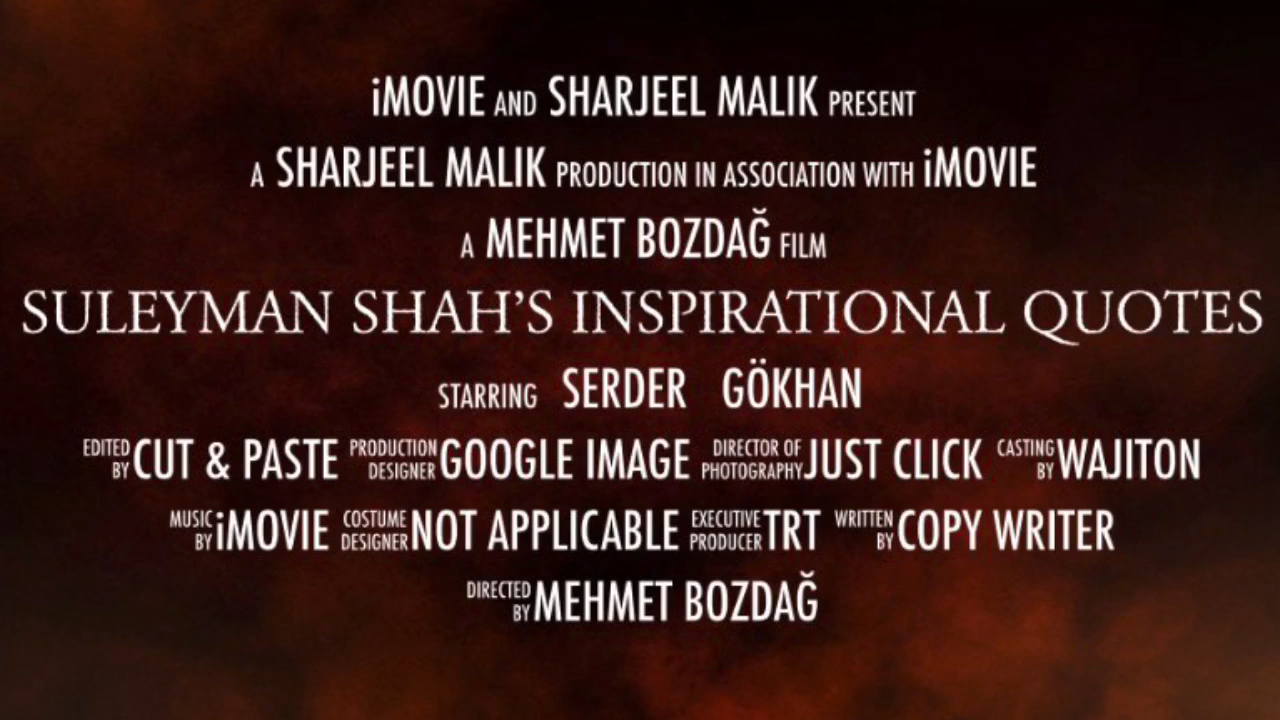 iMOVIE AND SHARJEEL MALIK PRESENT
A SHARJEEL MALIK PRODUCTION IN ASSOCIATION WITH iMOVIE
A MEHMET BOZDAĞ FILM
SULEYMAN SHAH'S INSPIRATIONAL QUOTES
STARRING SERDER GÖKHAN
EDITED BY CUT & PASTE PRODUCTION DESIGNER GOOGLE IMAGE DIRECTOR OF PHOTOGRAPHY JUST CLICK CASTING BY WAJITON
MUSIC BY iMOVIE COSTUME DESIGNER NOT APPLICABLE EXECUTIVE PRODUCER TRT WRITTEN BY COPY WRITER
DIRECTED BY MEHMET BOZDAĞ